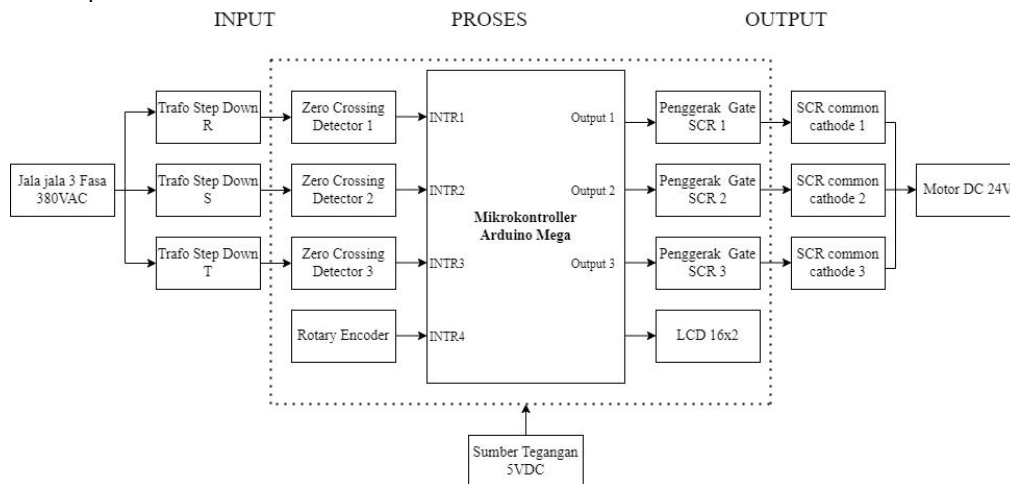 INPUT
PROSES
OUTPUT
Jala jala 3 Fasa
380VAC
Trafo Step Down
R
Trafo Step Down
S
Trafo Step Down
T
Zero Crossing
Detector 1
Zero Crossing
Detector 2
Zero Crossing
Detector 3
Rotary Encoder
INTR1
INTR2
INTR3
INTR4
Mikrokontroller
Arduino Mega
Output 1
Output 2
Output 3
Penggerak Gate
SCR 1
Penggerak Gate
SCR 2
Penggerak Gate
SCR 3
LCD 16x2
SCR common
cathode 1
SCR common
cathode 2
SCR common
cathode 3
Motor DC 24V
Sumber Tegangan
5VDC